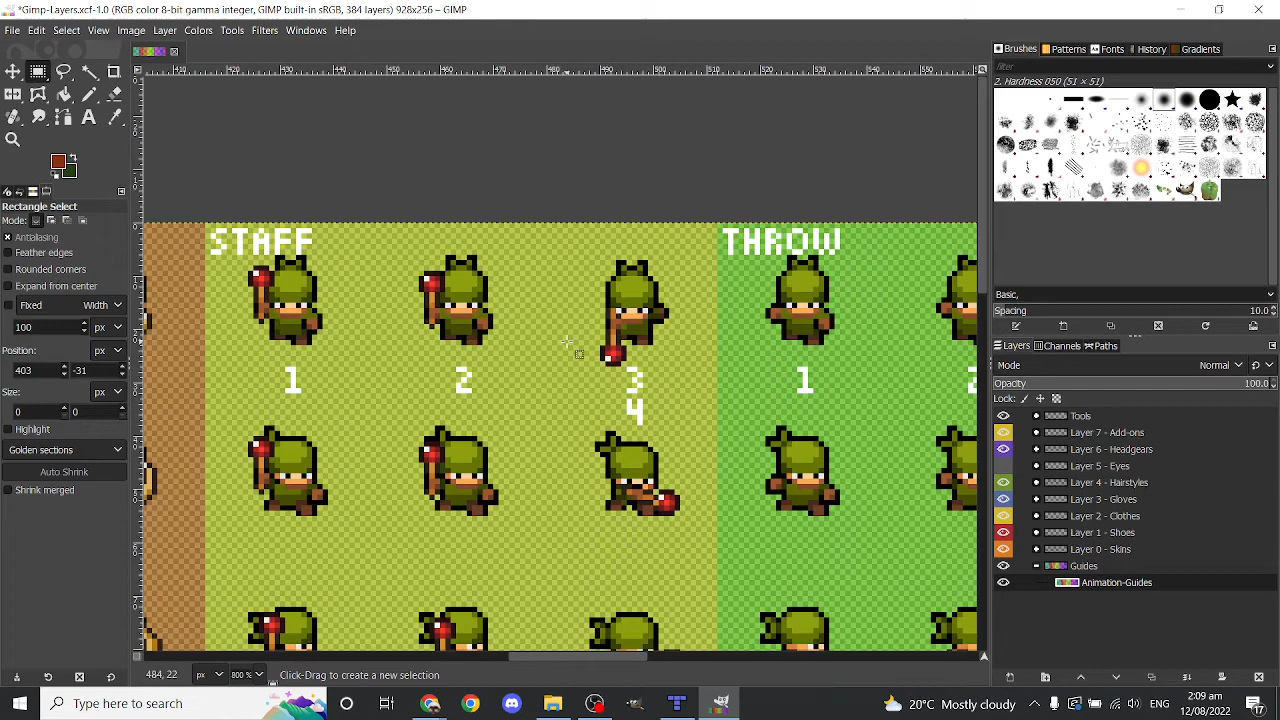 *Gimp-Layers.xcf-1.0 (RGB color 8-bit gamma integer, GIMP built-in sRGB, 384 layers) 928x256 – GIMP
File Edit Select View Image Layer Colors Tools Filters Windows Help
Brushes Patterns Fonts History Gradients
filter
2. Hardness 050 (51 × 51)
Rectangle Select
Mode:
Antialiasing
Feather edges
Rounded corners
Expand from center
Fixed Width
100 px
Position: px
403 -31
Size: px
0 0
Highlight
Golden sections
Auto Shrink
Shrink merged
STAFF THROW
1 2 3 1 2
4
Basic,
Spacing 10.0
Layers Channels Paths
Mode Normal
Opacity 100.0
Lock:
Tools
Layer 7 - Add-ons
Layer 6 - Headgears
Layer 5 - Eyes
Layer 4 - Hairstyles
Layer 3 - Gloves
Layer 2 - Clothes
Layer 1 - Shoes
Layer 0 - Skins
Guides
Animation-Guides
484, 22 px 800 % Click-Drag to create a new selection
Type here to search
20°C Mostly cloudy
2:09 am
12/08/2022
17